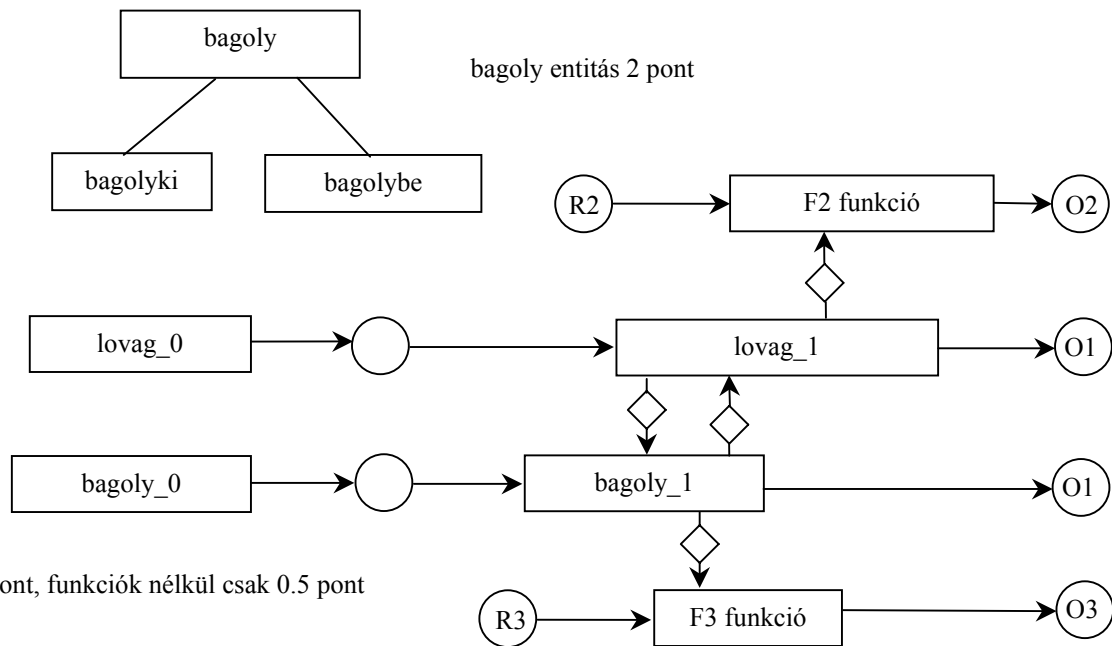 bagoly
bagoly entitás 2 pont
bagolyki
bagolybe
R2
F2 funkció
O2
lovag_0
lovag_1
O1
bagoly_0
bagoly_1
O1
ont, funkciók nélkül csak 0.5 pont
R3
F3 funkció
O3